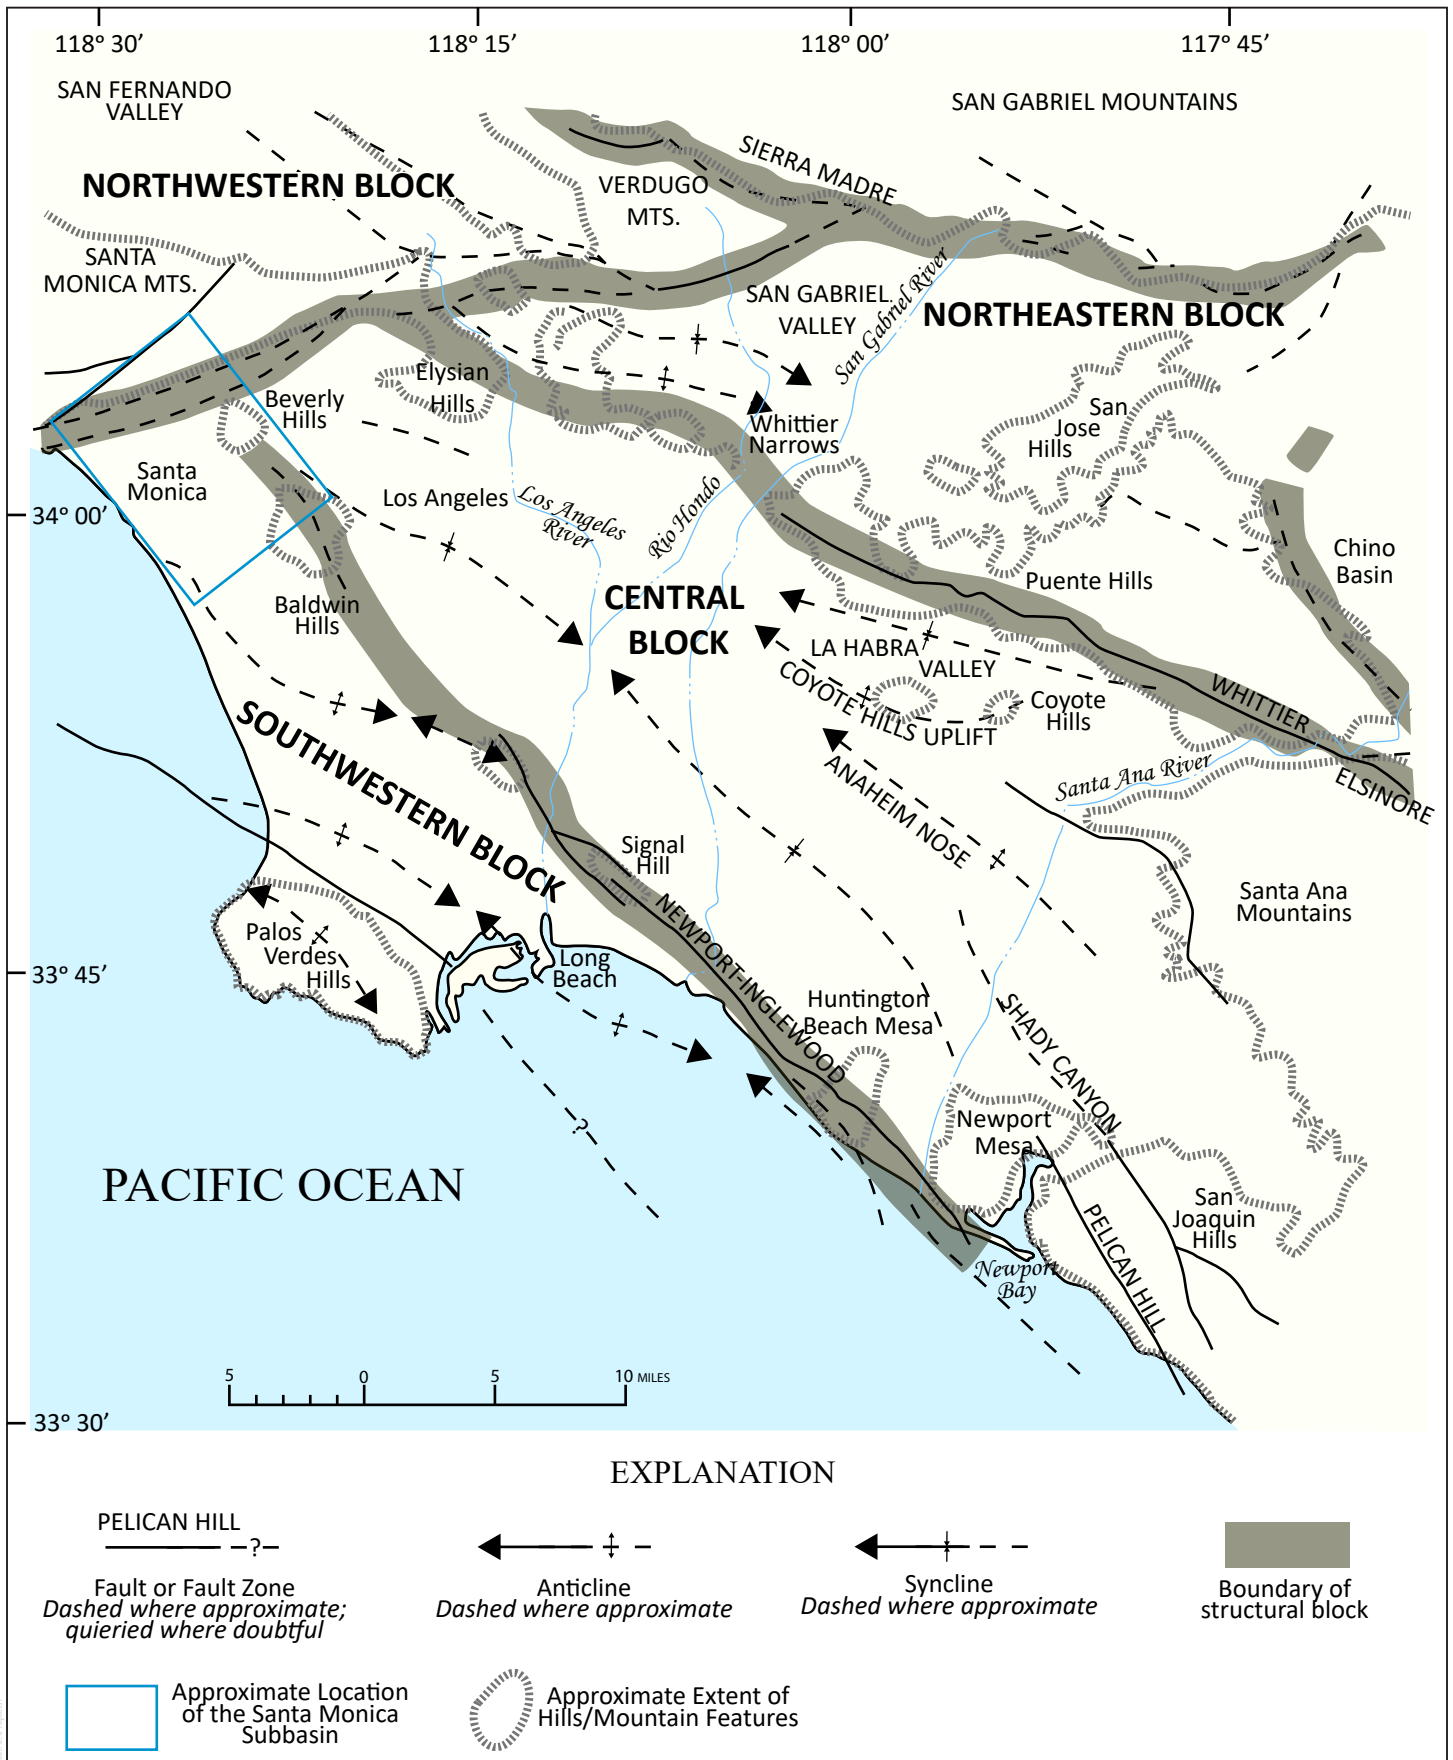 118° 30’
118° 15’
118° 00’
117° 45’
SAN FERNANDO
VALLEY
SAN GABRIEL MOUNTAINS
SIERRA MADRE
NORTHWESTERN BLOCK
VERDUGO
MTS.
SANTA
MONICA MTS.
SAN GABRIEL
VALLEY
San Gabriel River
NORTHEASTERN BLOCK
Elysian
Hills
Beverly
Hills
San
Jose
Hills
Whittier
Narrows
Santa
Monica
Los Angeles
Los Angeles
River
Rio Hondo
34° 00’
Chino
Basin
Puente Hills
CENTRAL
BLOCK
Baldwin
Hills
LA HABRA
VALLEY
COYOTE HILLS UPLIFT
Coyote
Hills
WHITTIER
SOUTHWESTERN BLOCK
ANAHEIM NOSE
Santa Ana River
ELSINORE
Signal
Hill
Santa Ana
Mountains
NEWPORT-INGLEWOOD
Palos
Verdes
Hills
Long
Beach
33° 45’
Huntington
Beach Mesa
SHADY CANYON
?
Newport
Mesa
PACIFIC OCEAN
San
Joaquin
Hills
PELICAN HILL
Newport
Bay
5
0
5
10 MILES
33° 30’
EXPLANATION
PELICAN HILL
?
Fault or Fault Zone
Dashed where approximate;
quieried where doubtful
Anticline
Dashed where approximate
Syncline
Dashed where approximate
Boundary of
structural block
Approximate Location
of the Santa Monica
Subbasin
Approximate Extent of
Hills/Mountain Features